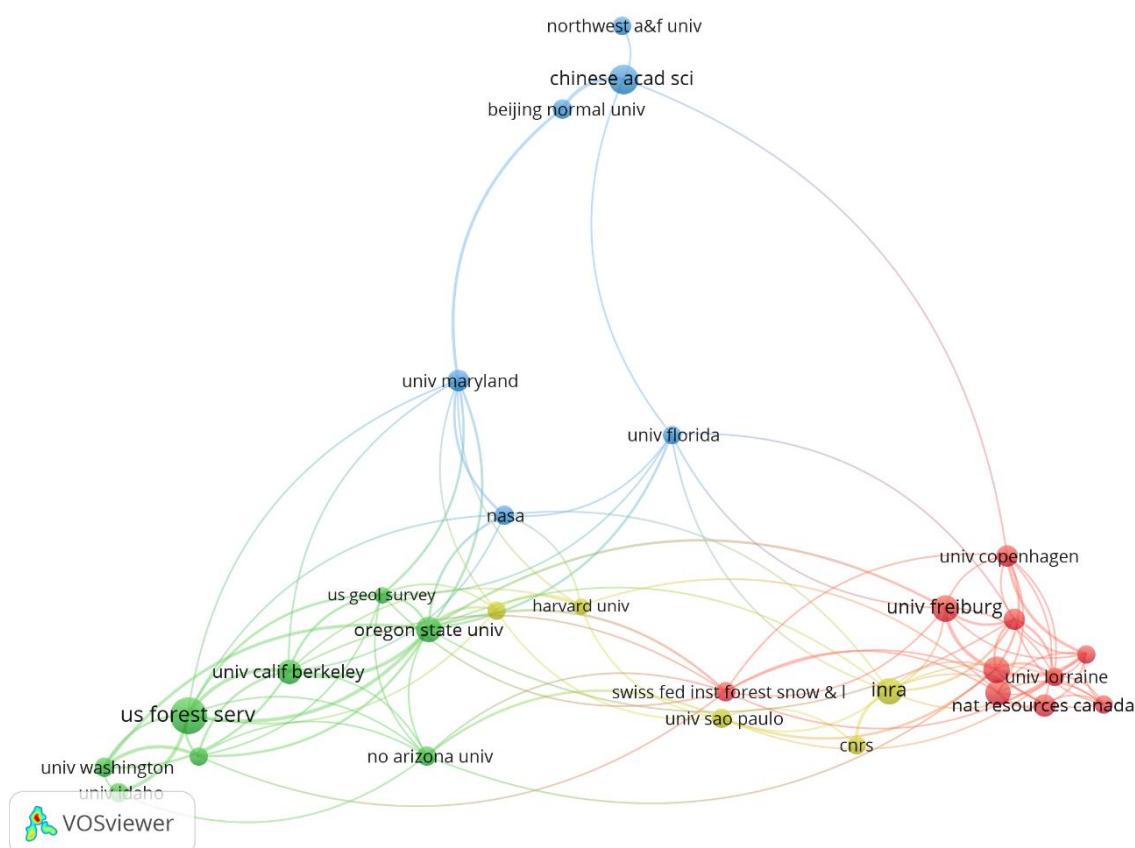 northwest a&f univ
chinese acad sci
beijing normal univ
univ maryland
univ florida
nasa
univ copenhagen
us geol survey
harvard univ
univ freiburg
oregon state univ
univ calif berkeley
univ lorraine
swiss fed inst forest snow & l
inra
nat resources canada
us forest serv
univ sao paulo
cnrs
no arizona univ
univ washington
univ idaho
VOSviewer